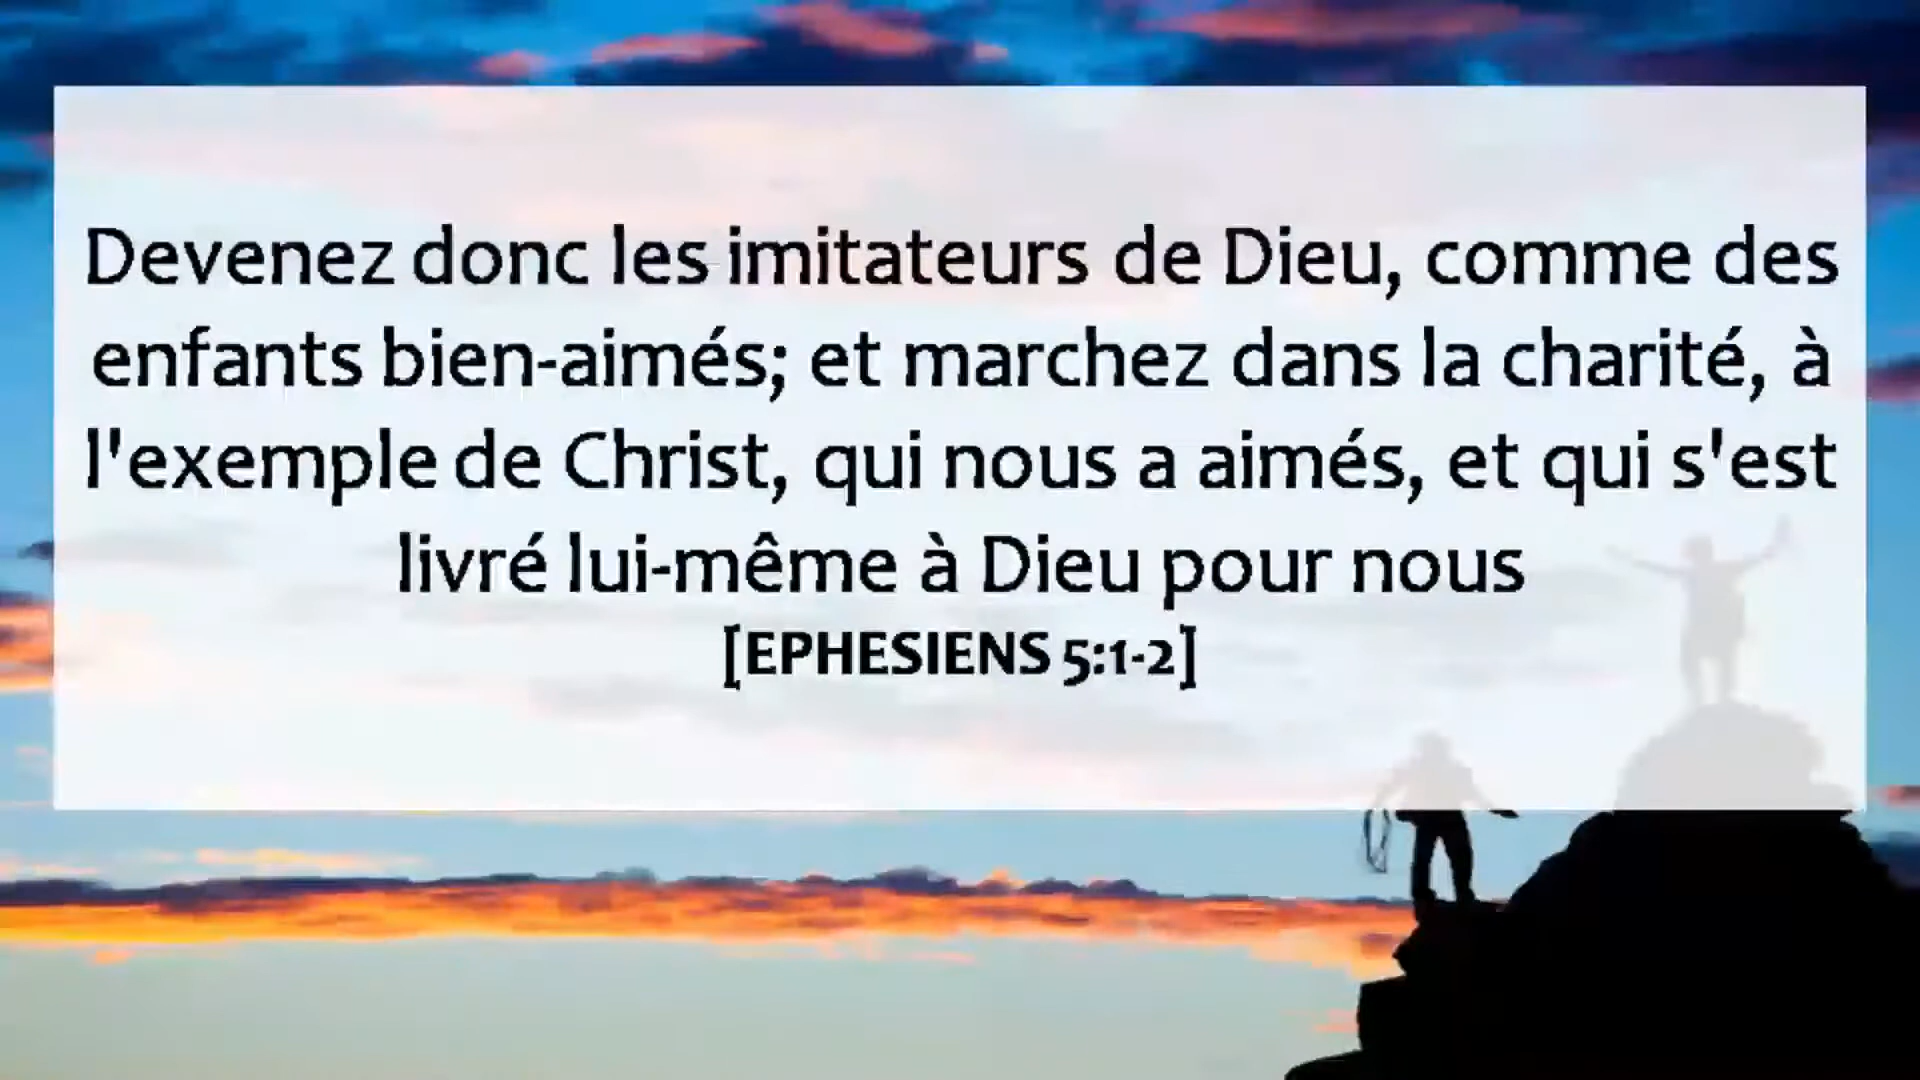 Devenez donc les imitateurs de Dieu, comme des
enfants bien-aimés; et marchez dans la charité, à
l'exemple de Christ, qui nous a aimés, et qui s'est
livré lui-même à Dieu pour nous
[EPHESIENS 5:1-2]